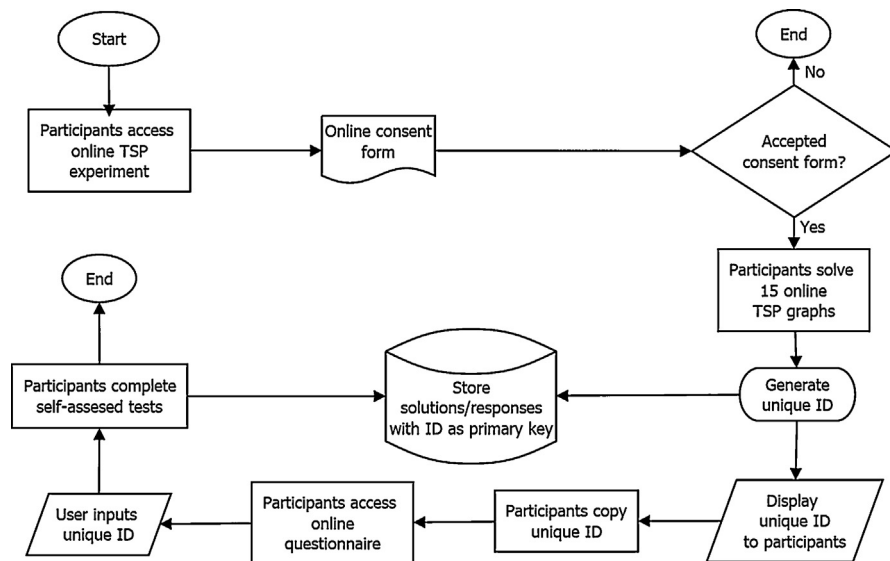 Start
Participants access
online TSP
experiment
Online consent
form
Accepted
consent form?
No
End
Yes
Participants solve
15 online
TSP graphs
Generate
unique ID
Store
solutions/responses
with ID as primary key
Display
unique ID
to participants
Participants copy
unique ID
Participants access
online
questionnaire
User inputs
unique ID
Participants complete
self-assesed tests
End